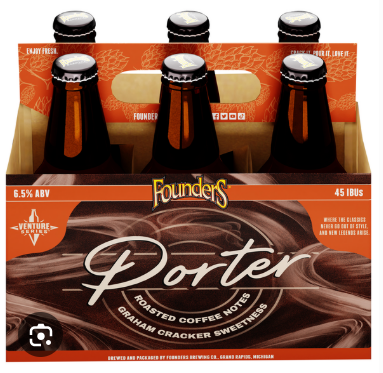 ENJOY FRESH.
FOUNDERS
FOUNDERS
6.5% ABV
45 IBUs
VENTURE
SERIES
WHERE THE CLASSICS
NEVER GO OUT OF STYLE,
AND NEW LEGENDS ARISE.
Porter
ROASTED COFFEE NOTES
GRAHAM CRACKER SWEETNESS
BREWED AND PACKAGED BY FOUNDERS BREWING CO., GRAND RAPIDS, MICHIGAN